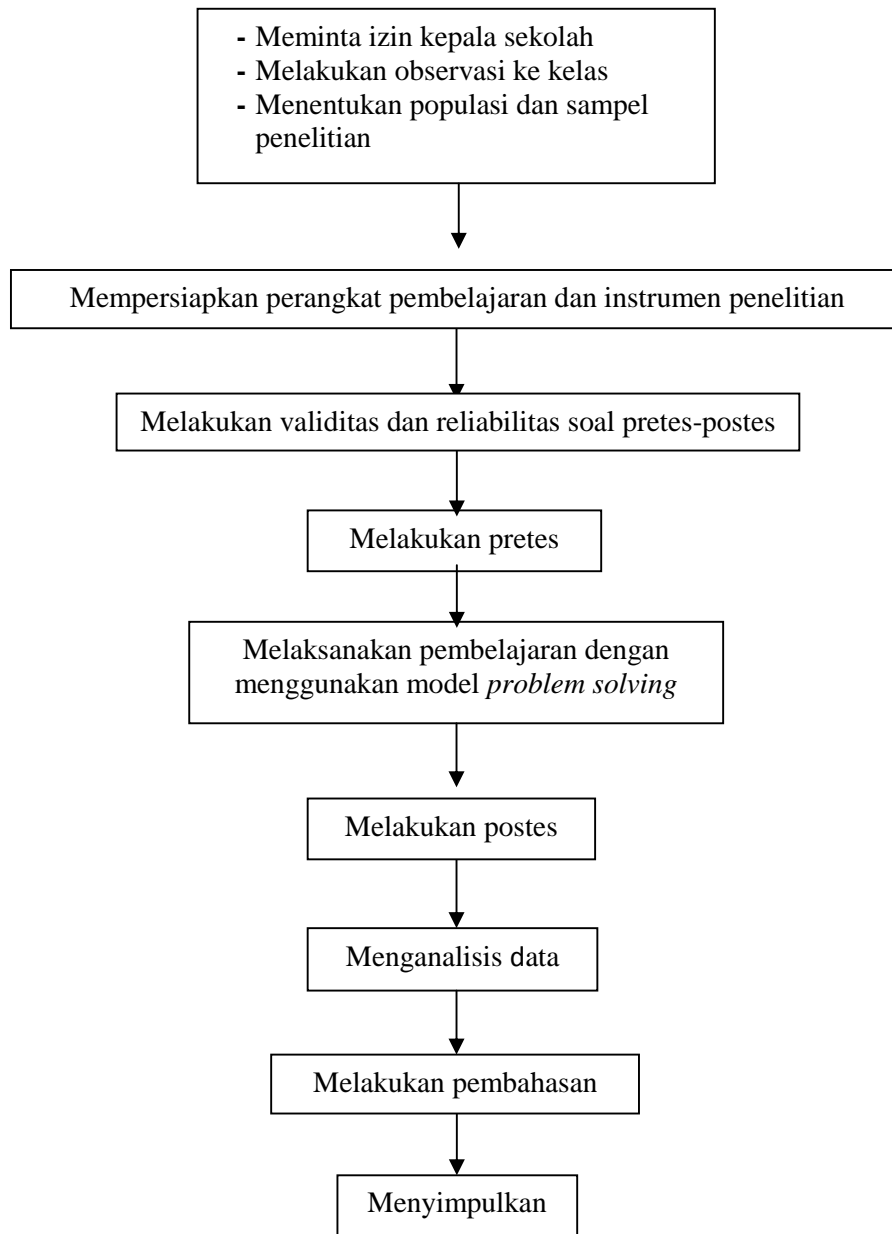 - Meminta izin kepala sekolah
- Melakukan observasi ke kelas
- Menentukan populasi dan sampel
penelitian
Mempersiapkan perangkat pembelajaran dan instrumen penelitian
Melakukan validitas dan reliabilitas soal pretes-postes
Melakukan pretes
Melaksanakan pembelajaran dengan
menggunakan model problem solving
Melakukan postes
Menganalisis data
Melakukan pembahasan
Menyimpulkan